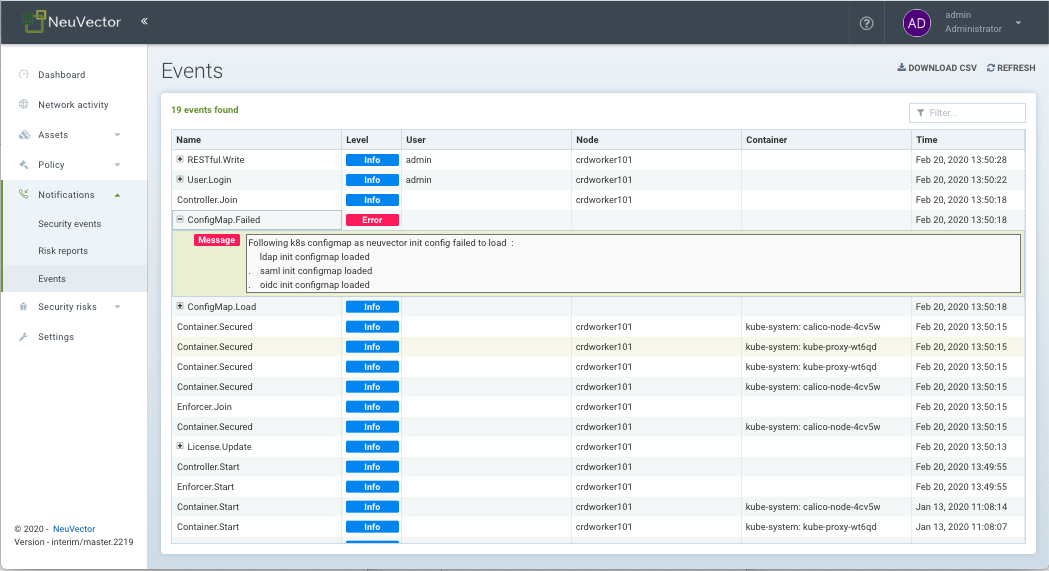 NeuVector «
? AD admin
Administrator
Dashboard
Network activity
Assets
Policy
Notifications
Security events
Risk reports
Events
Security risks
Settings
© 2020 - NeuVector
Version - interim/master.2219
Events
DOWNLOAD CSV REFRESH
19 events found
Filter...
Name Level User Node Container Time
RESTful.Write Info admin crdworker101 Feb 20, 2020 13:50:28
User.Login Info admin crdworker101 Feb 20, 2020 13:50:22
Controller.Join Info crdworker101 Feb 20, 2020 13:50:18
ConfigMap.Failed Error Feb 20, 2020 13:50:18
Message Following k8s configmap as neuvector init config failed to load :
ldap init configmap loaded
. saml init configmap loaded
. oidc init configmap loaded
ConfigMap.Load Info Feb 20, 2020 13:50:18
Container.Secured Info crdworker101 kube-system: calico-node-4cv5w Feb 20, 2020 13:50:15
Container.Secured Info crdworker101 kube-system: kube-proxy-wt6qd Feb 20, 2020 13:50:15
Container.Secured Info crdworker101 kube-system: kube-proxy-wt6qd Feb 20, 2020 13:50:15
Container.Secured Info crdworker101 kube-system: calico-node-4cv5w Feb 20, 2020 13:50:15
Enforcer.Join Info crdworker101 Feb 20, 2020 13:50:15
Container.Secured Info crdworker101 kube-system: calico-node-4cv5w Feb 20, 2020 13:50:15
License.Update Info crdworker101 Feb 20, 2020 13:50:13
Controller.Start Info crdworker101 Feb 20, 2020 13:49:55
Enforcer.Start Info crdworker101 Feb 20, 2020 13:49:55
Container.Start Info crdworker101 kube-system: calico-node-4cv5w Jan 13, 2020 11:08:14
Container.Start Info crdworker101 kube-system: kube-proxy-wt6qd Jan 13, 2020 11:08:07